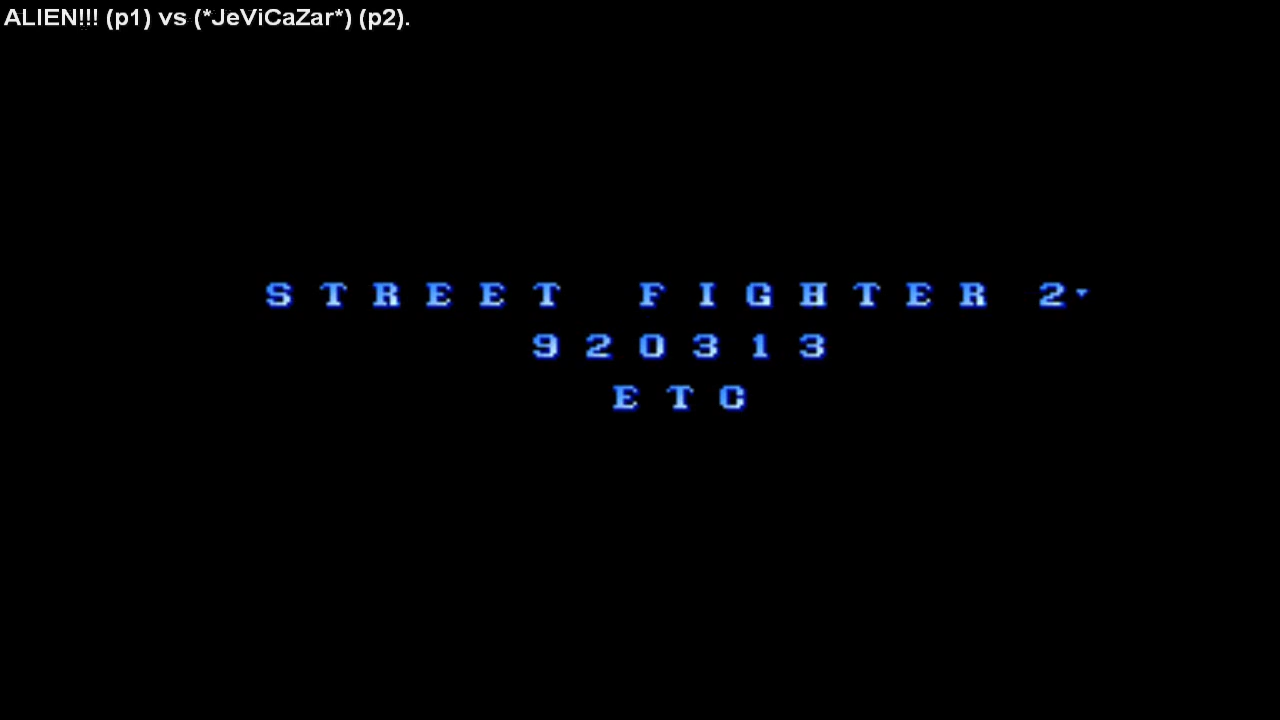 ALIEN!!! (p1) vs (*JeViCaZar*) (p2).
STREET FIGHTER 2'
920313
ETC